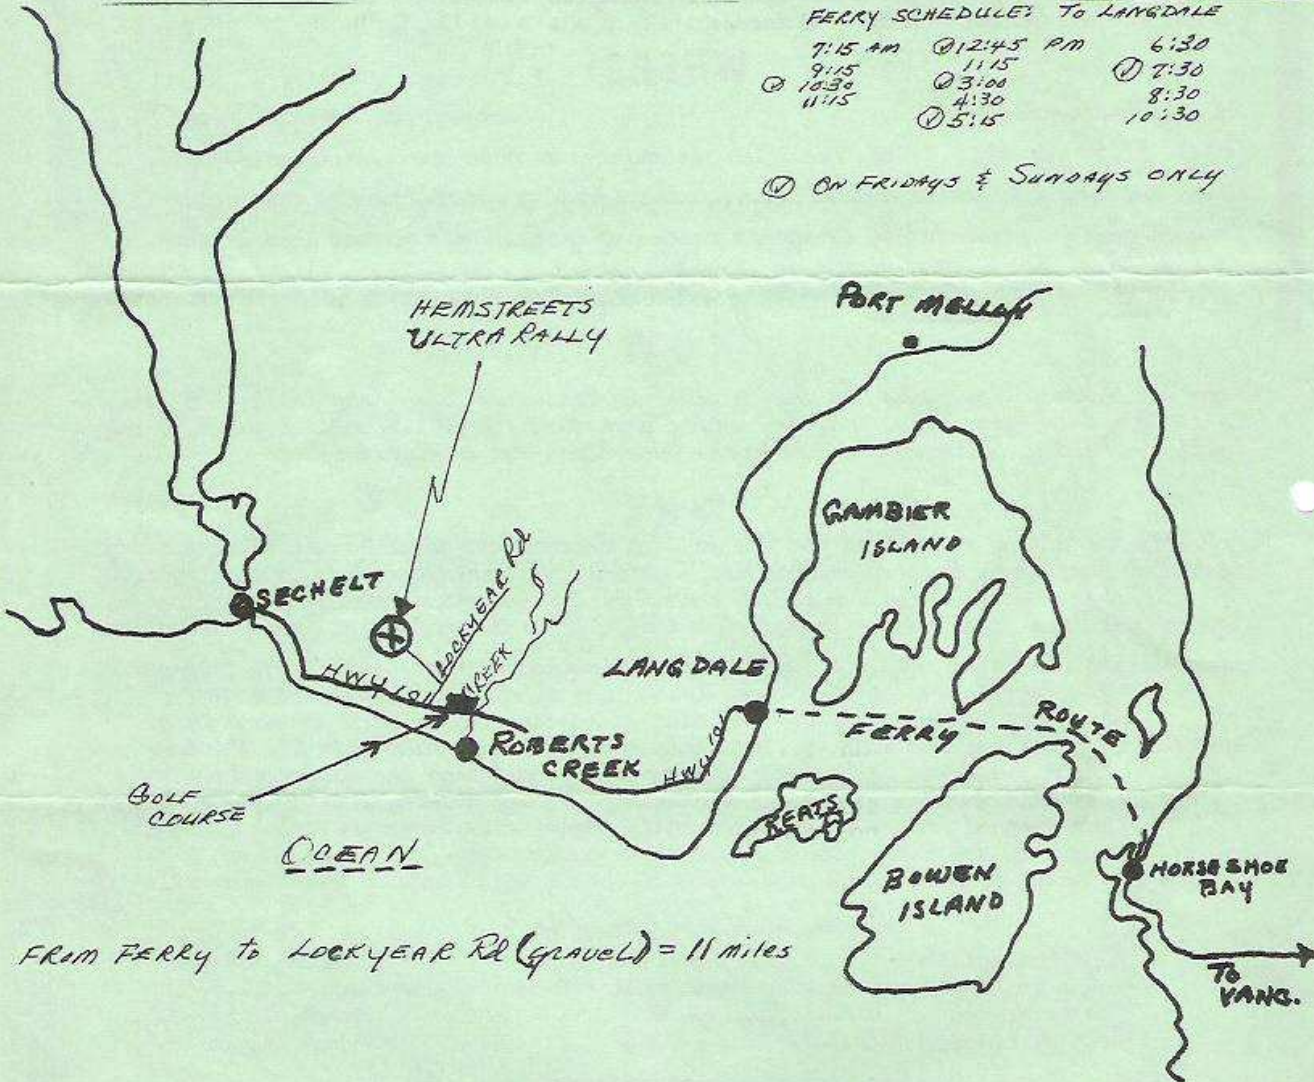 FERRY SCHEDULE: TO LANGDALE
7:15 AM ✓12:45 PM 6:30
9:15 1:15 ✓ 7:30
✓ 10:30 ✓3:00 8:30
11:15 4:30 10:30
✓5:15
✓ ON FRIDAYS & SUNDAYS ONLY
HEMSTREETS
ULTRA RALLY
PORT MELLON
GAMBIER
ISLAND
SECHELT
LOCKYEAR Rd
CREEK
HWY 101
LANGDALE
FERRY ROUTE
ROBERTS
CREEK
HWY 101
GOLF
COURSE
KEATS
OCEAN
BOWEN
ISLAND
HORSESHOE
BAY
FROM FERRY to LOCKYEAR Rd (GRAVEL) = 11 miles
To
VANC.